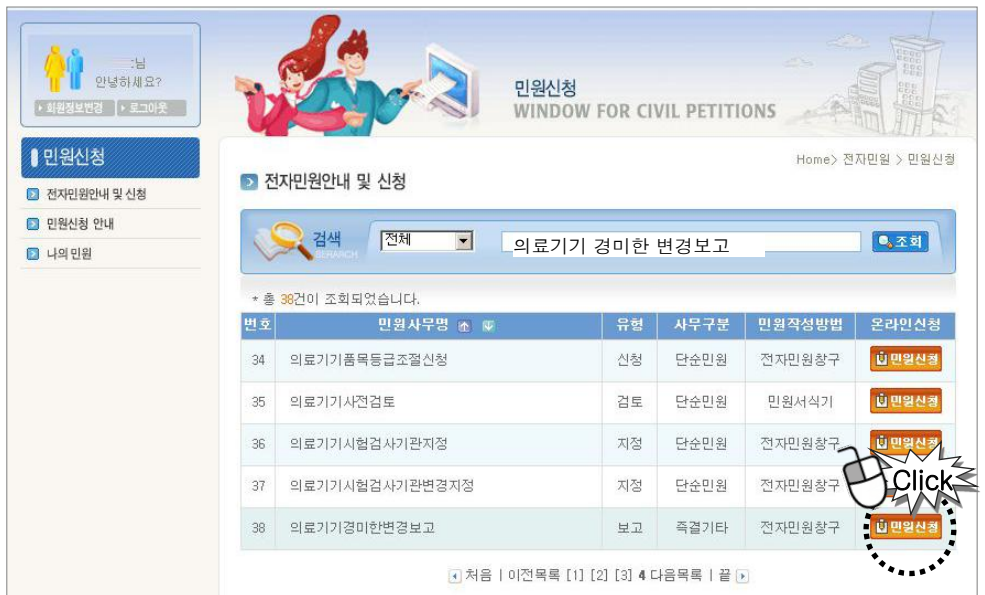 :님
안녕하세요?
회원정보변경 로그아웃
민원신청
WINDOW FOR CIVIL PETITIONS
민원신청
전자민원안내 및 신청
민원신청 안내
나의 민원
Home> 전자민원 > 민원신청
전자민원안내 및 신청
검색 전체 의료기기 경미한 변경보고 조회
* 총 38건이 조회되었습니다.
번호 민원사무명 유형 사무구분 민원작성방법 온라인신청
34 의료기기품목등급조절신청 신청 단순민원 전자민원창구 민원신청
35 의료기기사전검토 검토 단순민원 민원서식기 민원신청
36 의료기기시험검사기관지정 지정 단순민원 전자민원창구 민원신청
37 의료기기시험검사기관변경지정 지정 단순민원 전자민원창구
Click
38 의료기기경미한변경보고 보고 즉결기타 전자민원창구 민원신청
처음 | 이전목록 [1] [2] [3] 4 다음목록 | 끝